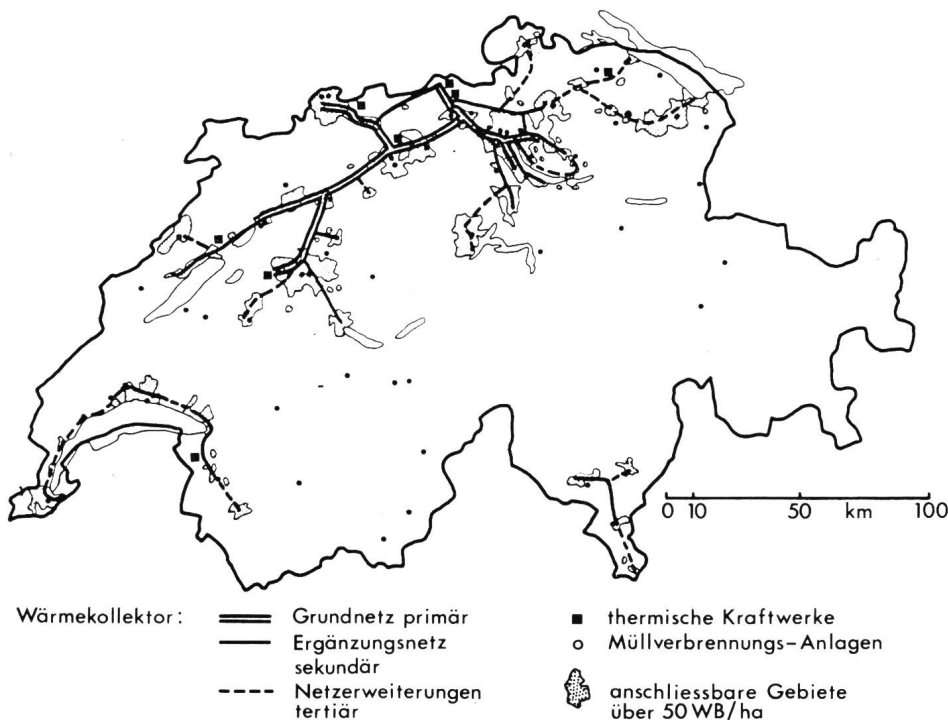 0 10 50 km 100
Wärmekollektor:
Grundnetz primär
Ergänzungsnetz
sekundär
Netzerweiterungen
tertiär
thermische Kraftwerke
Müllverbrennungs-Anlagen
anschliessbare Gebiete
über 50 WB/ha